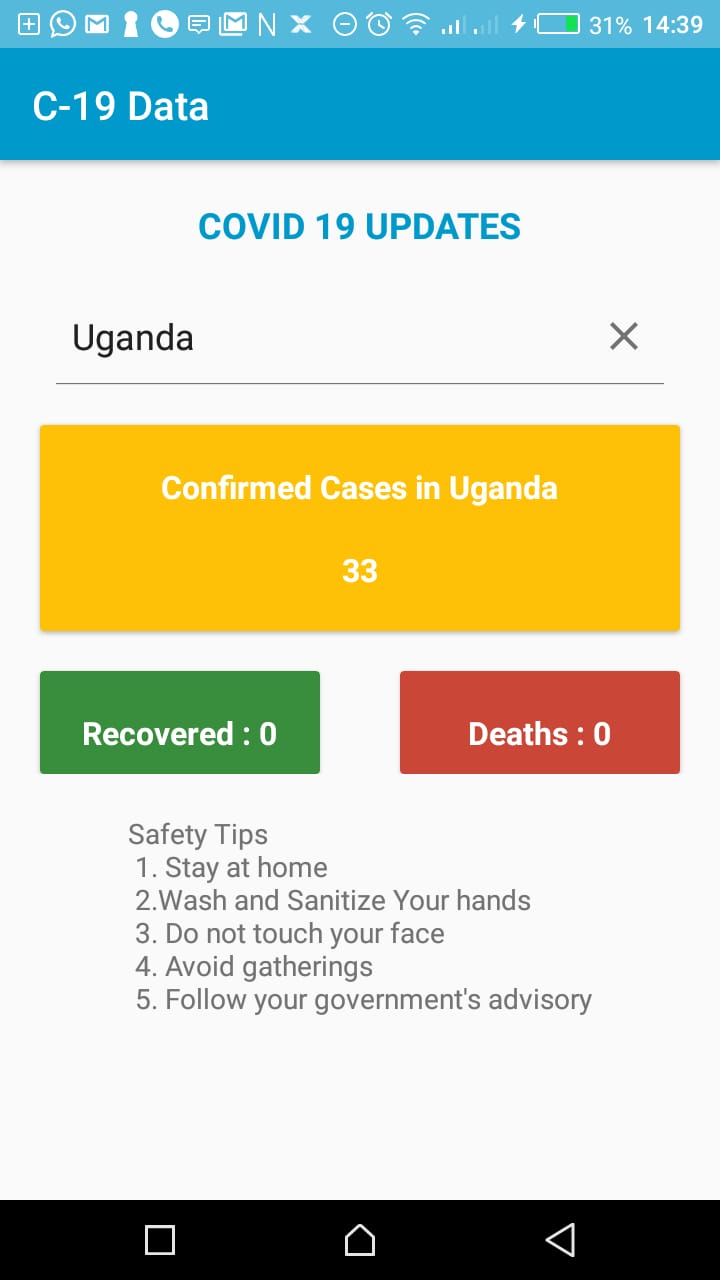 31% 14:39
C-19 Data
COVID 19 UPDATES
Uganda
Confirmed Cases in Uganda
33
Recovered : 0
Deaths : 0
Safety Tips
1. Stay at home
2.Wash and Sanitize Your hands
3. Do not touch your face
4. Avoid gatherings
5. Follow your government's advisory